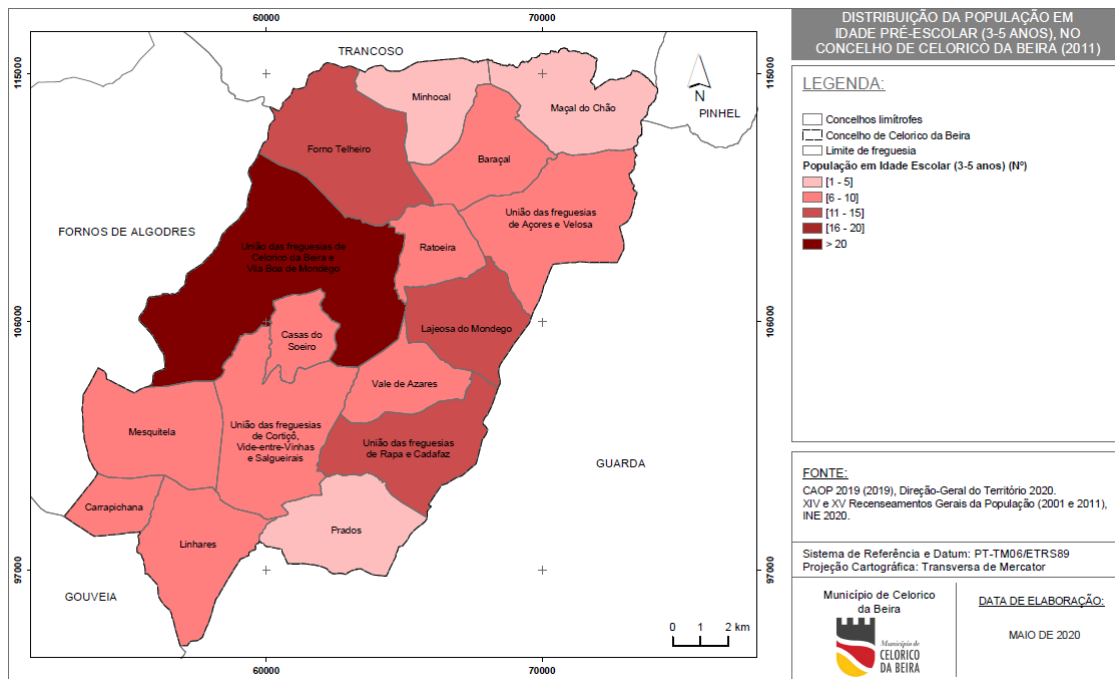 DISTRIBUIÇÃO DA POPULAÇÃO EM
IDADE PRÉ-ESCOLAR (3-5 ANOS), NO
CONCELHO DE CELORICO DA BEIRA (2011)
60000
70000
115000
115000
106000
106000
97000
97000
60000
70000
TRANCOSO
PINHEL
N
FORNOS DE ALGODRES
GUARDA
GOUVEIA
Minhocal
Maçal do Chão
Forno Telheiro
Baraçal
União das freguesias
de Açores e Velosa
União das freguesias de
Celorico da Beira e
Vila Boa do Mondego
Ratoeira
Lajeosa do Mondego
Casas do
Soeiro
Vale de Azares
Mesquitela
União das freguesias
de Cortiçô,
Vide-entre-Vinhas
e Salgueirais
União das freguesias
de Rapa e Cadafaz
Carrapichana
Linhares
Prados
0 1 2 km
LEGENDA:
Concelhos limítrofes
Concelho de Celorico da Beira
Limite de freguesia
População em Idade Escolar (3-5 anos) (Nº)
[1 - 5]
[6 - 10]
[11 - 15]
[16 - 20]
> 20
FONTE:
CAOP 2019 (2019), Direção-Geral do Território 2020.
XIV e XV Recenseamentos Gerais da População (2001 e 2011),
INE 2020.
Sistema de Referência e Datum: PT-TM06/ETRS89
Projeção Cartográfica: Transversa de Mercator
Município de Celorico
da Beira
Município de
CELORICO
DA BEIRA
DATA DE ELABORAÇÃO:
MAIO DE 2020